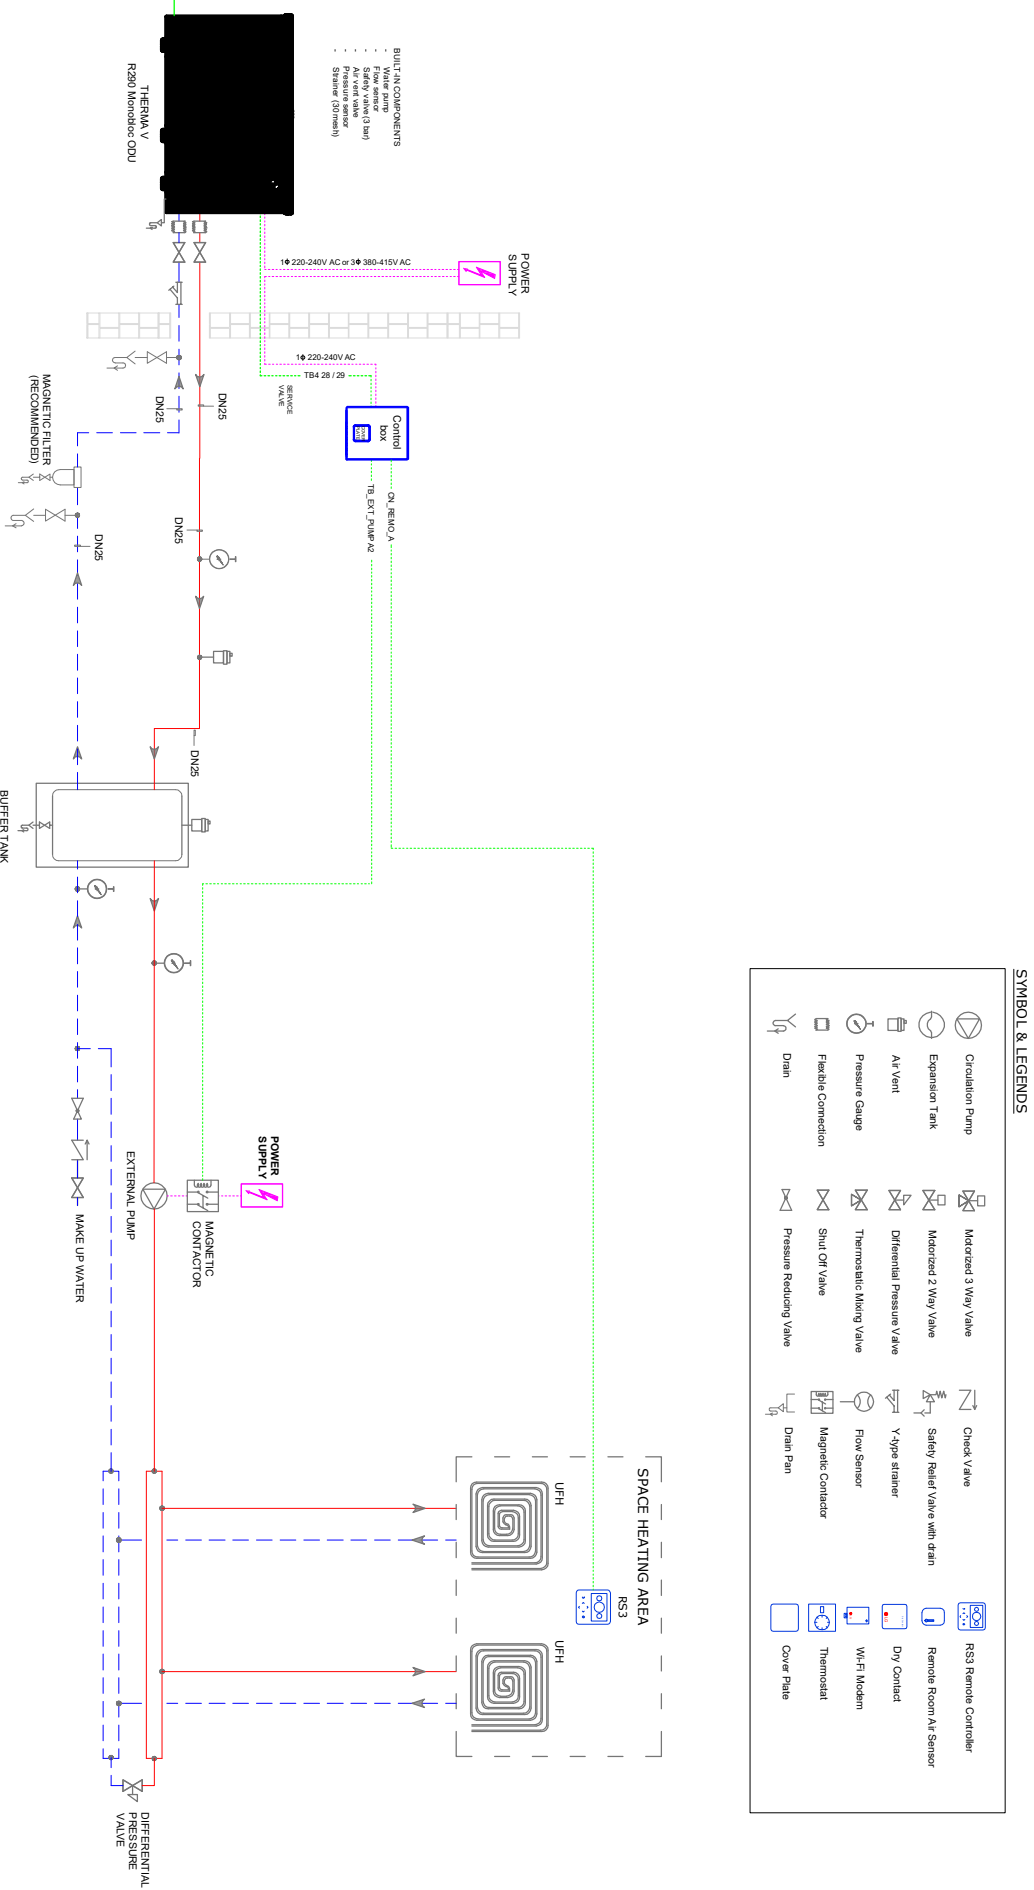 SYMBOL & LEGENDS
Circulation Pump
Expansion Tank
Air Vent
Pressure Gauge
Flexible Connection
Drain
Motorized 3 Way Valve
Motorized 2 Way Valve
Differential Pressure Valve
Thermostatic Mixing Valve
Shut Off Valve
Pressure Reducing Valve
Check Valve
Safety Relief Valve with drain
Y-type strainer
Flow Sensor
Magnetic Contactor
Drain Pan
RS3 Remote Controller
Remote Room Air Sensor
Dry Contact
Wi-Fi Modem
Thermostat
Cover Plate
BUILT-IN COMPONENTS
- Water pump
- Flow sensor
- Safety valve (3 bar)
- Air vent valve
- Pressure sensor
- Strainer (30 mesh)
THERMA V
R290 Monobloc ODU
POWER
SUPPLY
1Φ 220-240V AC or 3Φ 380-415V AC
1Φ 220-240V AC
TB4 28 / 29
SERVICE
VALVE
Control
box
CN_REMO_A
TB_EXT_PUMP A2
DN25
DN25
DN25
DN25
DN25
MAGNETIC FILTER
(RECOMMENDED)
BUFFER TANK
POWER
SUPPLY
MAGNETIC
CONTACTOR
EXTERNAL PUMP
MAKE UP WATER
SPACE HEATING AREA
UFH
RS3
UFH
DIFFERENTIAL
PRESSURE
VALVE